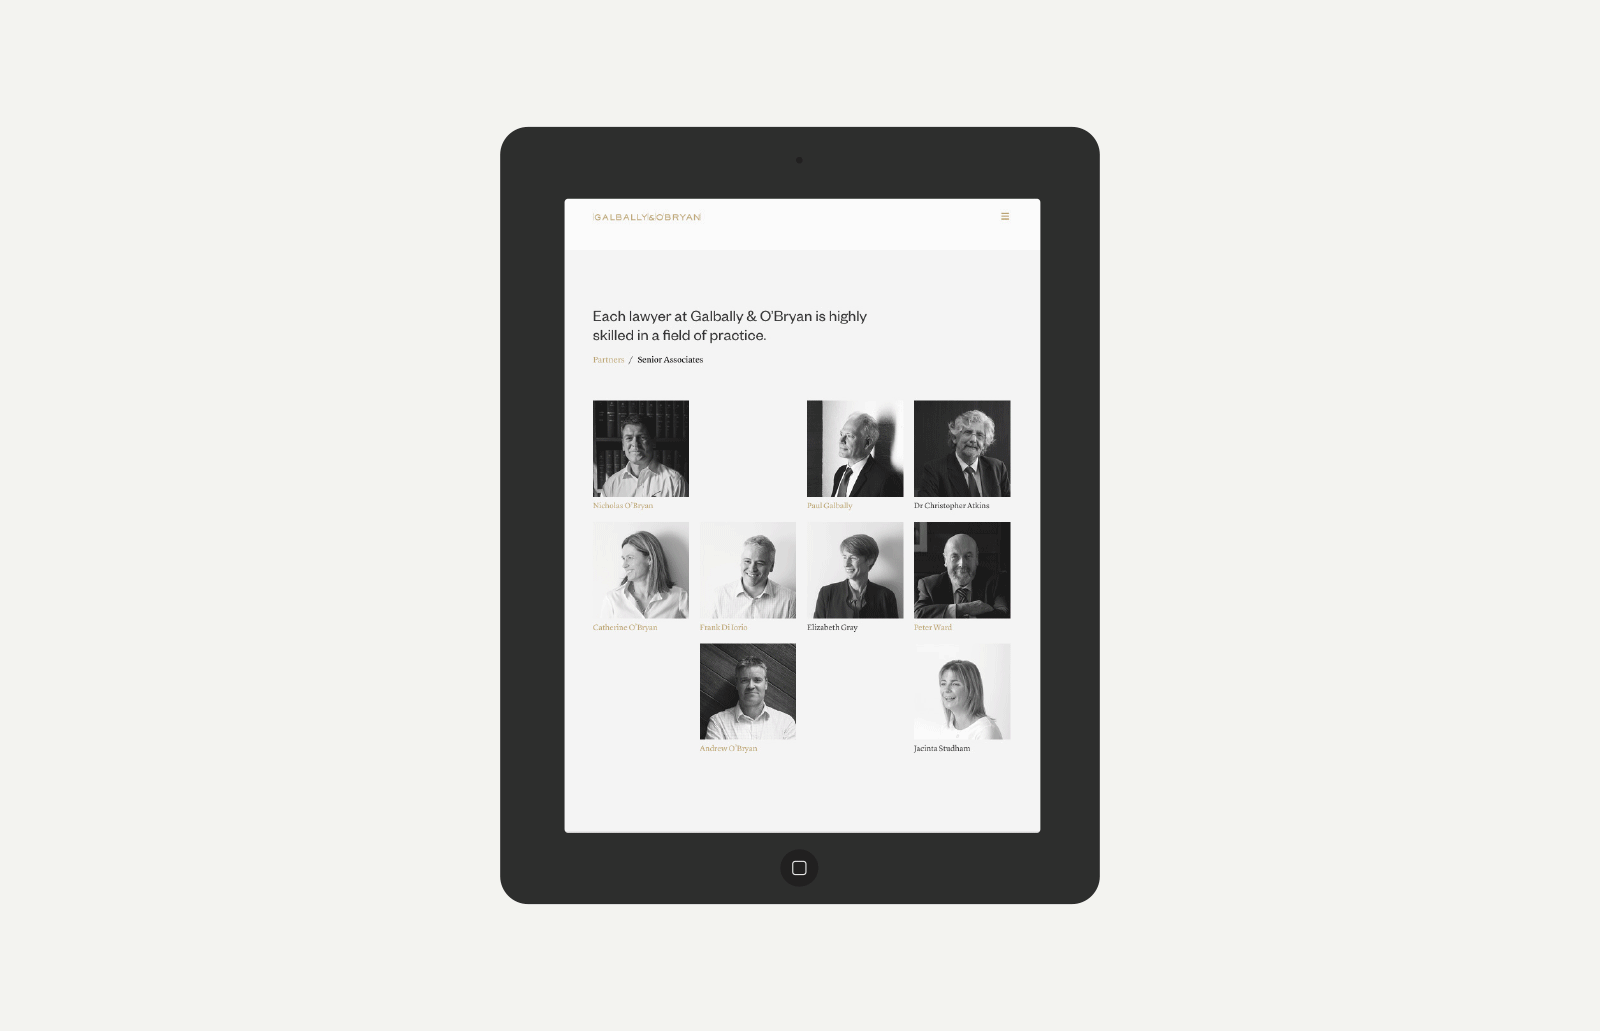 GALBALLY&OBRYAN
Each lawyer at Galbally & O'Bryan is highly
skilled in a field of practice.
Partners / Senior Associates
Nicholas O'Bryan
Paul Galbally
Dr Christopher Atkins
Catherine O'Bryan
Frank Di Iorio
Elizabeth Gray
Peter Ward
Andrew O'Bryan
Jacinta Studham